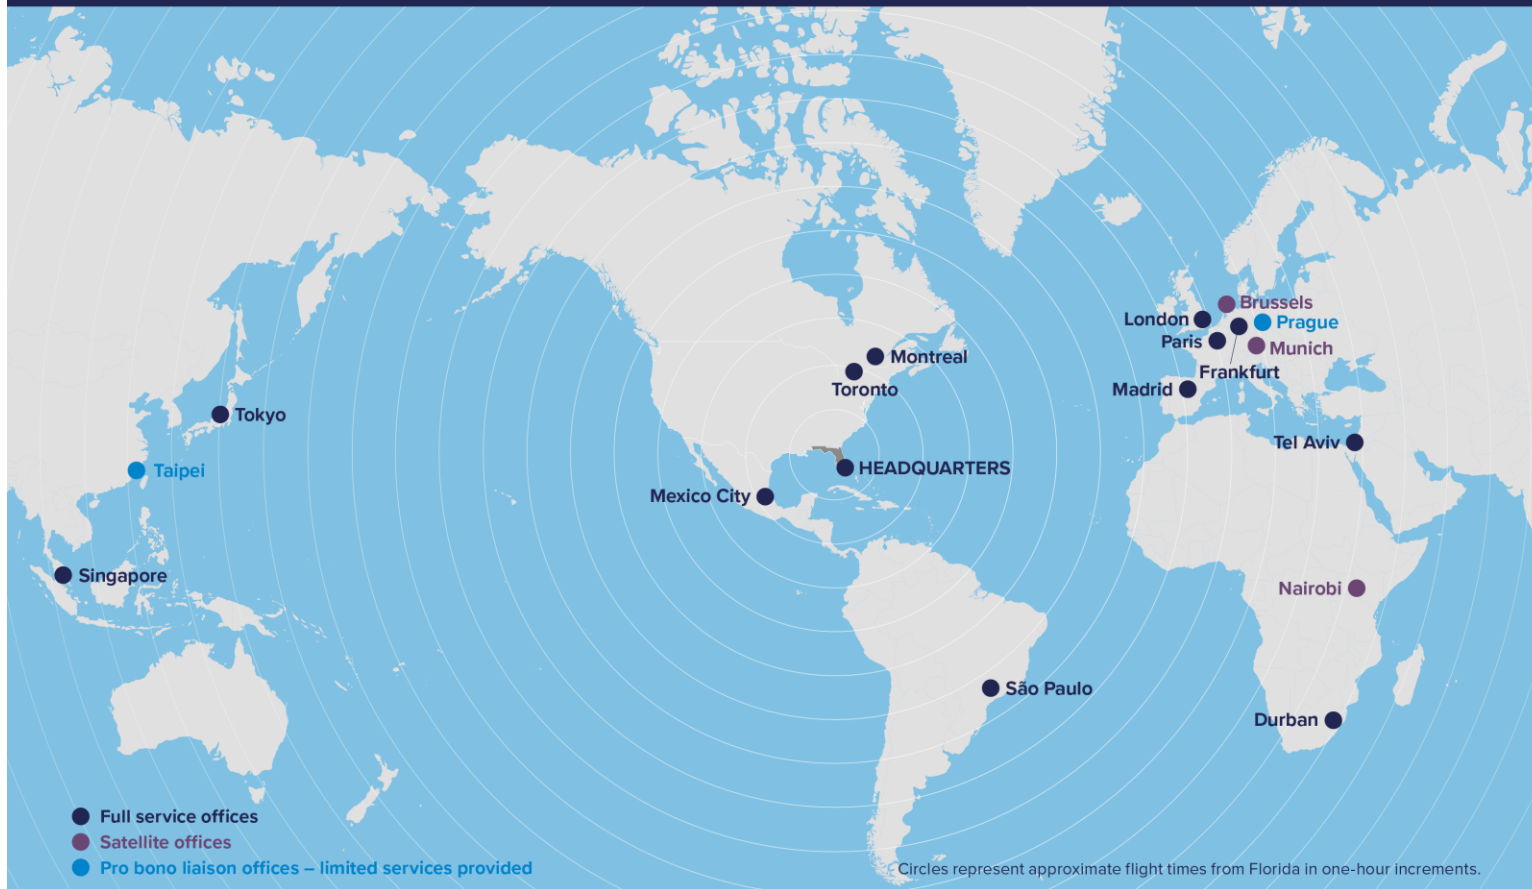 Brussels
London
Prague
Paris
Munich
Montreal
Frankfurt
Toronto
Madrid
Tokyo
Tel Aviv
Taipei
HEADQUARTERS
Mexico City
Singapore
Nairobi
São Paulo
Durban
Full service offices
Satellite offices
Pro bono liaison offices – limited services provided
Circles represent approximate flight times from Florida in one-hour increments.